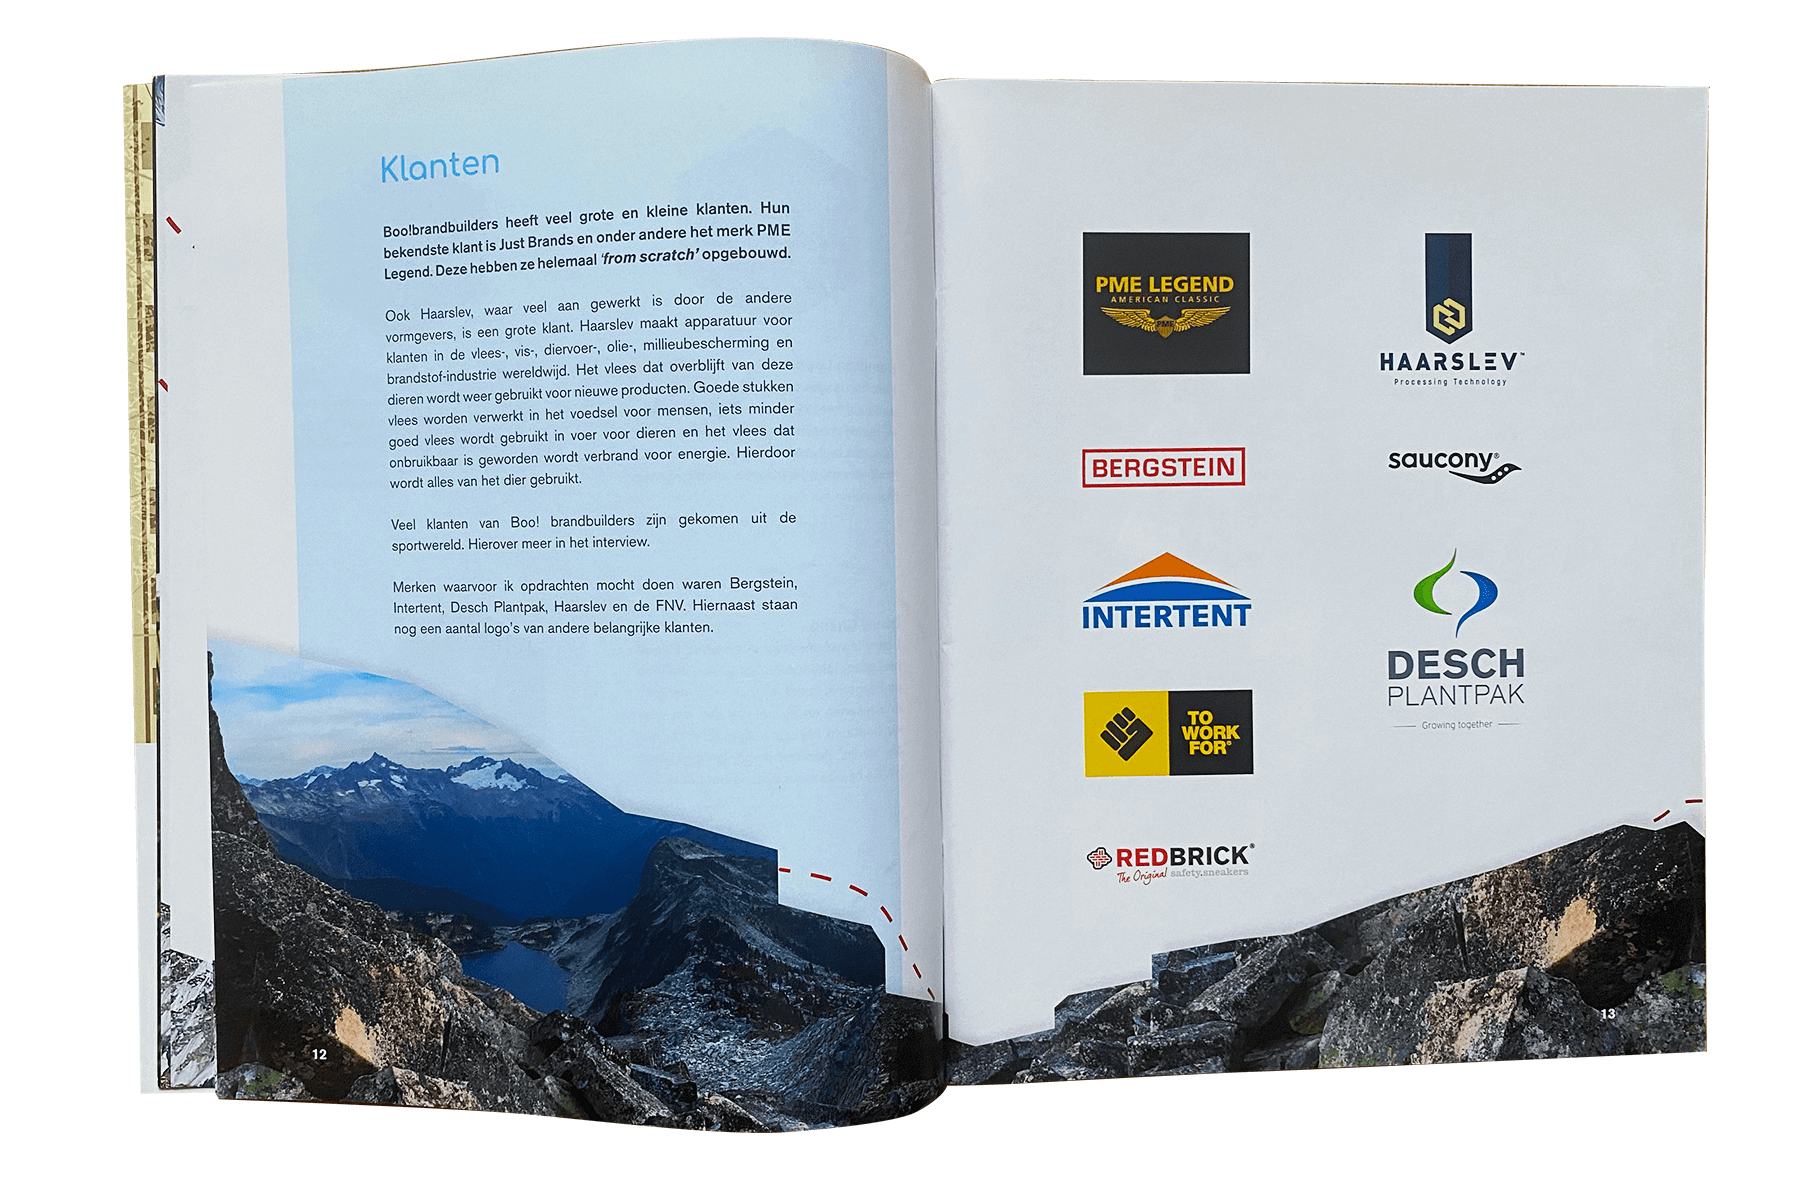 Klanten
Boo!brandbuilders heeft veel grote en kleine klanten. Hun
bekendste klant is Just Brands en onder andere het merk PME
Legend. Deze hebben ze helemaal ‘from scratch’ opgebouwd.
Ook Haarslev, waar veel aan gewerkt is door de andere
vormgevers, is een grote klant. Haarslev maakt apparatuur voor
klanten in de vlees-, vis-, diervoer-, olie-, millieubescherming en
brandstof-industrie wereldwijd. Het vlees dat overblijft van deze
dieren wordt weer gebruikt voor nieuwe producten. Goede stukken
vlees worden verwerkt in het voedsel voor mensen, iets minder
goed vlees wordt gebruikt in voer voor dieren en het vlees dat
onbruikbaar is geworden wordt verbrand voor energie. Hierdoor
wordt alles van het dier gebruikt.
Veel klanten van Boo! brandbuilders zijn gekomen uit de
sportwereld. Hierover meer in het interview.
Merken waarvoor ik opdrachten mocht doen waren Bergstein,
Intertent, Desch Plantpak, Haarslev en de FNV. Hiernaast staan
nog een aantal logo's van andere belangrijke klanten.
12
PME LEGEND
AMERICAN CLASSIC
PME
HAARSLEV™
Processing Technology
BERGSTEIN
saucony®
INTERTENT
DESCH
PLANTPAK
Growing together
TO
WORK
FOR®
REDBRICK®
The Original safety.sneakers
13